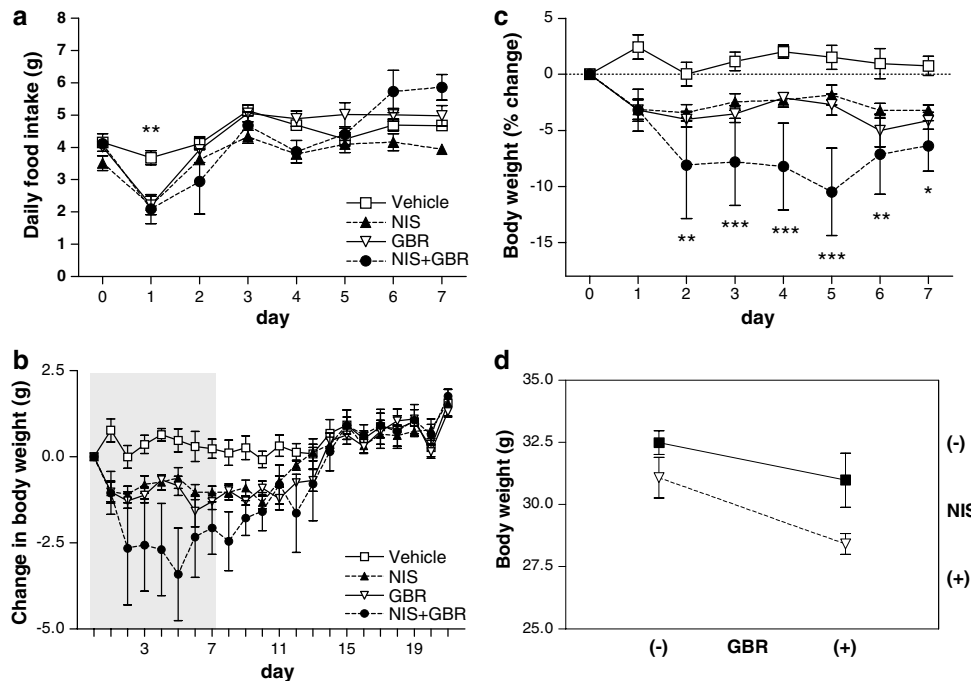 a
Daily food intake (g)
8
7
6
5
4
3
2
1
0
**
Vehicle
NIS
GBR
NIS+GBR
0 1 2 3 4 5 6 7
day
c
Body weight (% change)
5
0
-5
-10
-15
** *** *** *** ** *
0 1 2 3 4 5 6 7
day
b
Change in body weight (g)
2.5
0.0
-2.5
-5.0
Vehicle
NIS
GBR
NIS+GBR
3 7 11 15 19
day
d
Body weight (g)
35.0
32.5
30.0
27.5
25.0
(-)
NIS
(+)
(-) GBR (+)